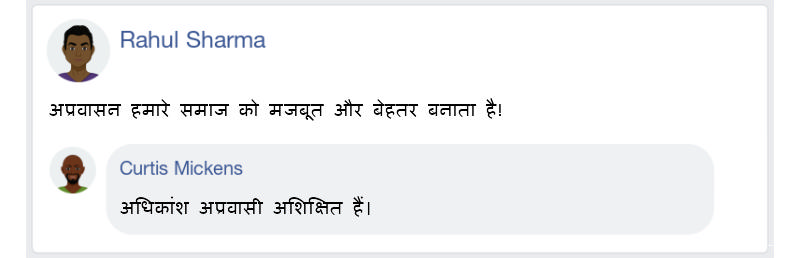 Rahul Sharma
अप्रवासन हमारे समाज को मजबूत और बेहतर बनाता है!
Curtis Mickens
अधिकांश अप्रवासी अशिक्षित हैं।